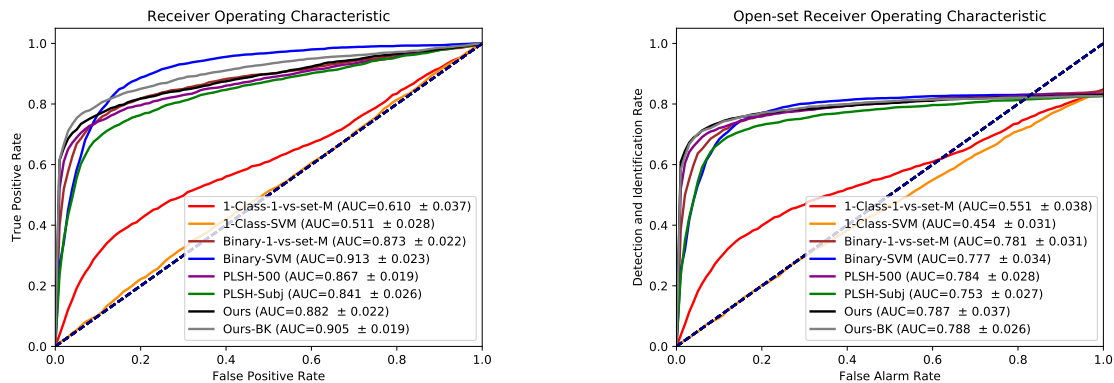 Receiver Operating Characteristic
1.0
0.8
0.6
0.4
0.2
0.0
True Positive Rate
1-Class-1-vs-set-M (AUC=0.610 ± 0.037)
1-Class-SVM (AUC=0.511 ± 0.028)
Binary-1-vs-set-M (AUC=0.873 ± 0.022)
Binary-SVM (AUC=0.913 ± 0.023)
PLSH-500 (AUC=0.867 ± 0.019)
PLSH-Subj (AUC=0.841 ± 0.026)
Ours (AUC=0.882 ± 0.022)
Ours-BK (AUC=0.905 ± 0.019)
0.0 0.2 0.4 0.6 0.8 1.0
False Positive Rate
Open-set Receiver Operating Characteristic
1.0
0.8
0.6
0.4
0.2
0.0
Detection and Identification Rate
1-Class-1-vs-set-M (AUC=0.551 ± 0.038)
1-Class-SVM (AUC=0.454 ± 0.031)
Binary-1-vs-set-M (AUC=0.781 ± 0.031)
Binary-SVM (AUC=0.777 ± 0.034)
PLSH-500 (AUC=0.784 ± 0.028)
PLSH-Subj (AUC=0.753 ± 0.027)
Ours (AUC=0.787 ± 0.037)
Ours-BK (AUC=0.788 ± 0.026)
0.0 0.2 0.4 0.6 0.8 1.0
False Alarm Rate